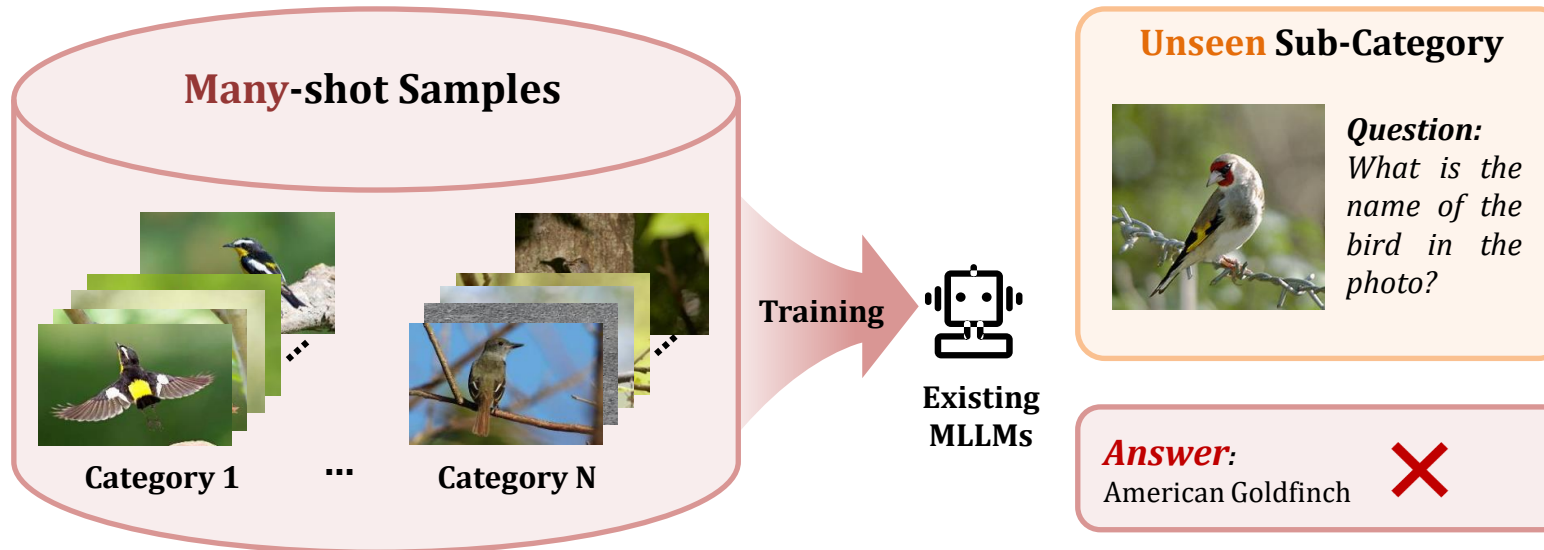 Many-shot Samples
Category 1
...
Category N
Training
Existing
MLLMs
Unseen Sub-Category
Question:
What is the
name of the
bird in the
photo?
Answer:
American Goldfinch